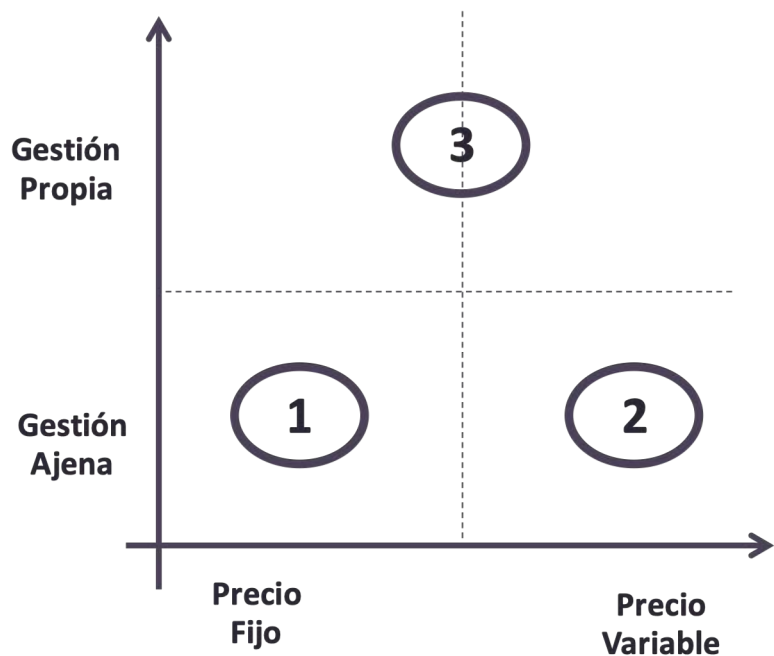 Gestión
Propia
3
Gestión
Ajena
1
2
Precio
Fijo
Precio
Variable